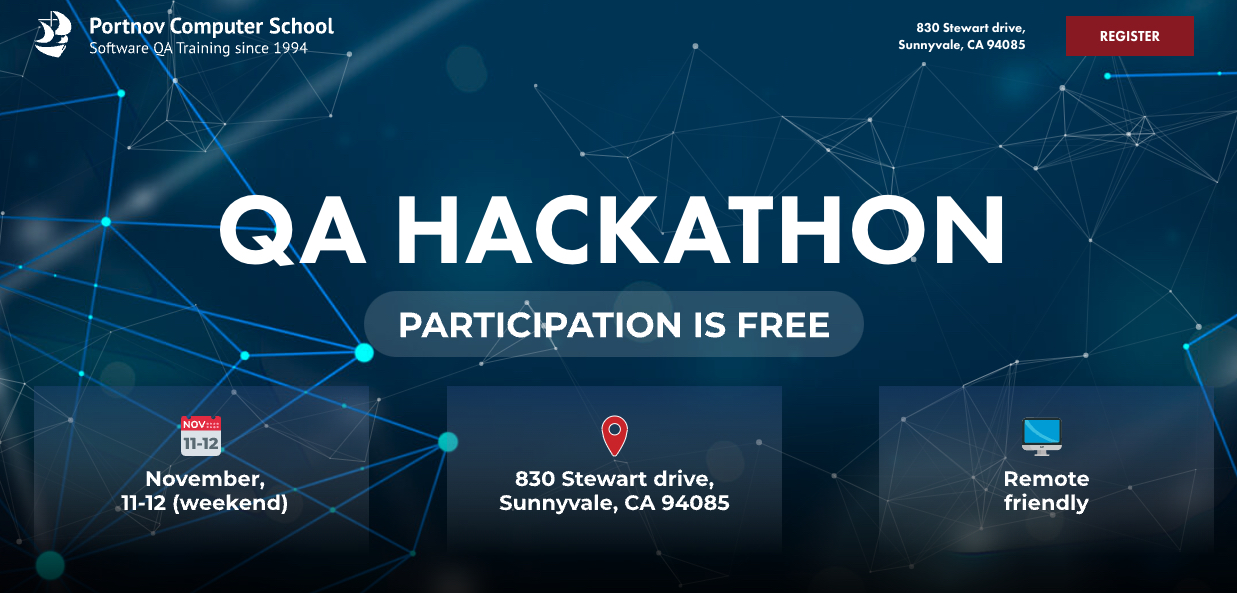 Portnov Computer School
Software QA Training since 1994
830 Stewart drive,
Sunnyvale, CA 94085
REGISTER
QA HACKATHON
PARTICIPATION IS FREE
NOV
11-12
November,
11-12 (weekend)
830 Stewart drive,
Sunnyvale, CA 94085
Remote
friendly